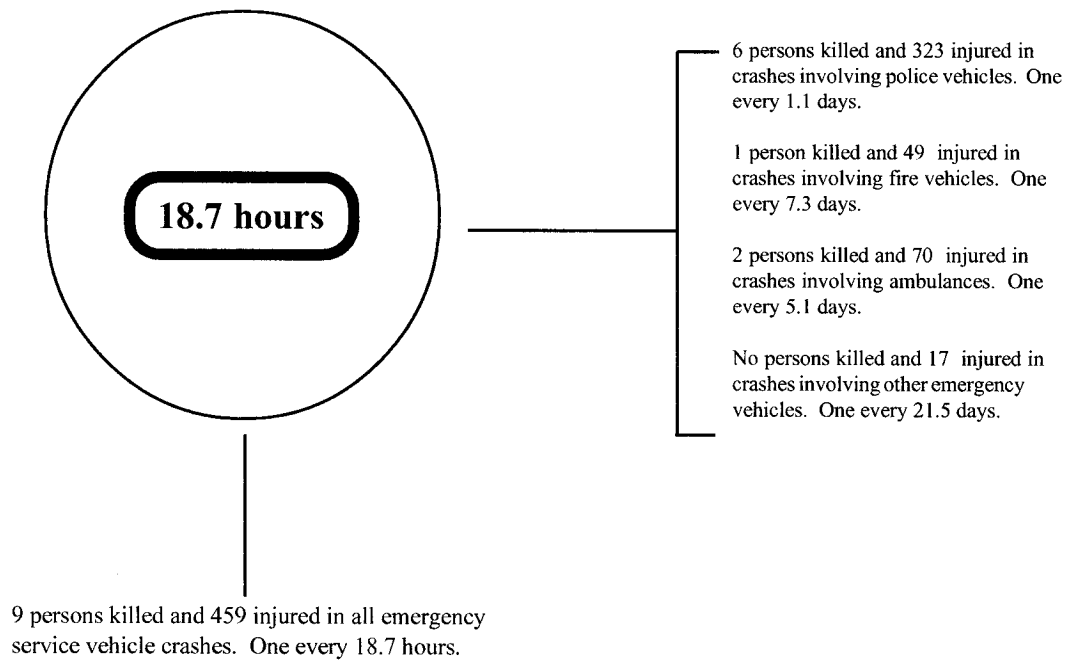 18.7 hours
6 persons killed and 323 injured in
crashes involving police vehicles. One
every 1.1 days.
1 person killed and 49 injured in
crashes involving fire vehicles. One
every 7.3 days.
2 persons killed and 70 injured in
crashes involving ambulances. One
every 5.1 days.
No persons killed and 17 injured in
crashes involving other emergency
vehicles. One every 21.5 days.
9 persons killed and 459 injured in all emergency
service vehicle crashes. One every 18.7 hours.